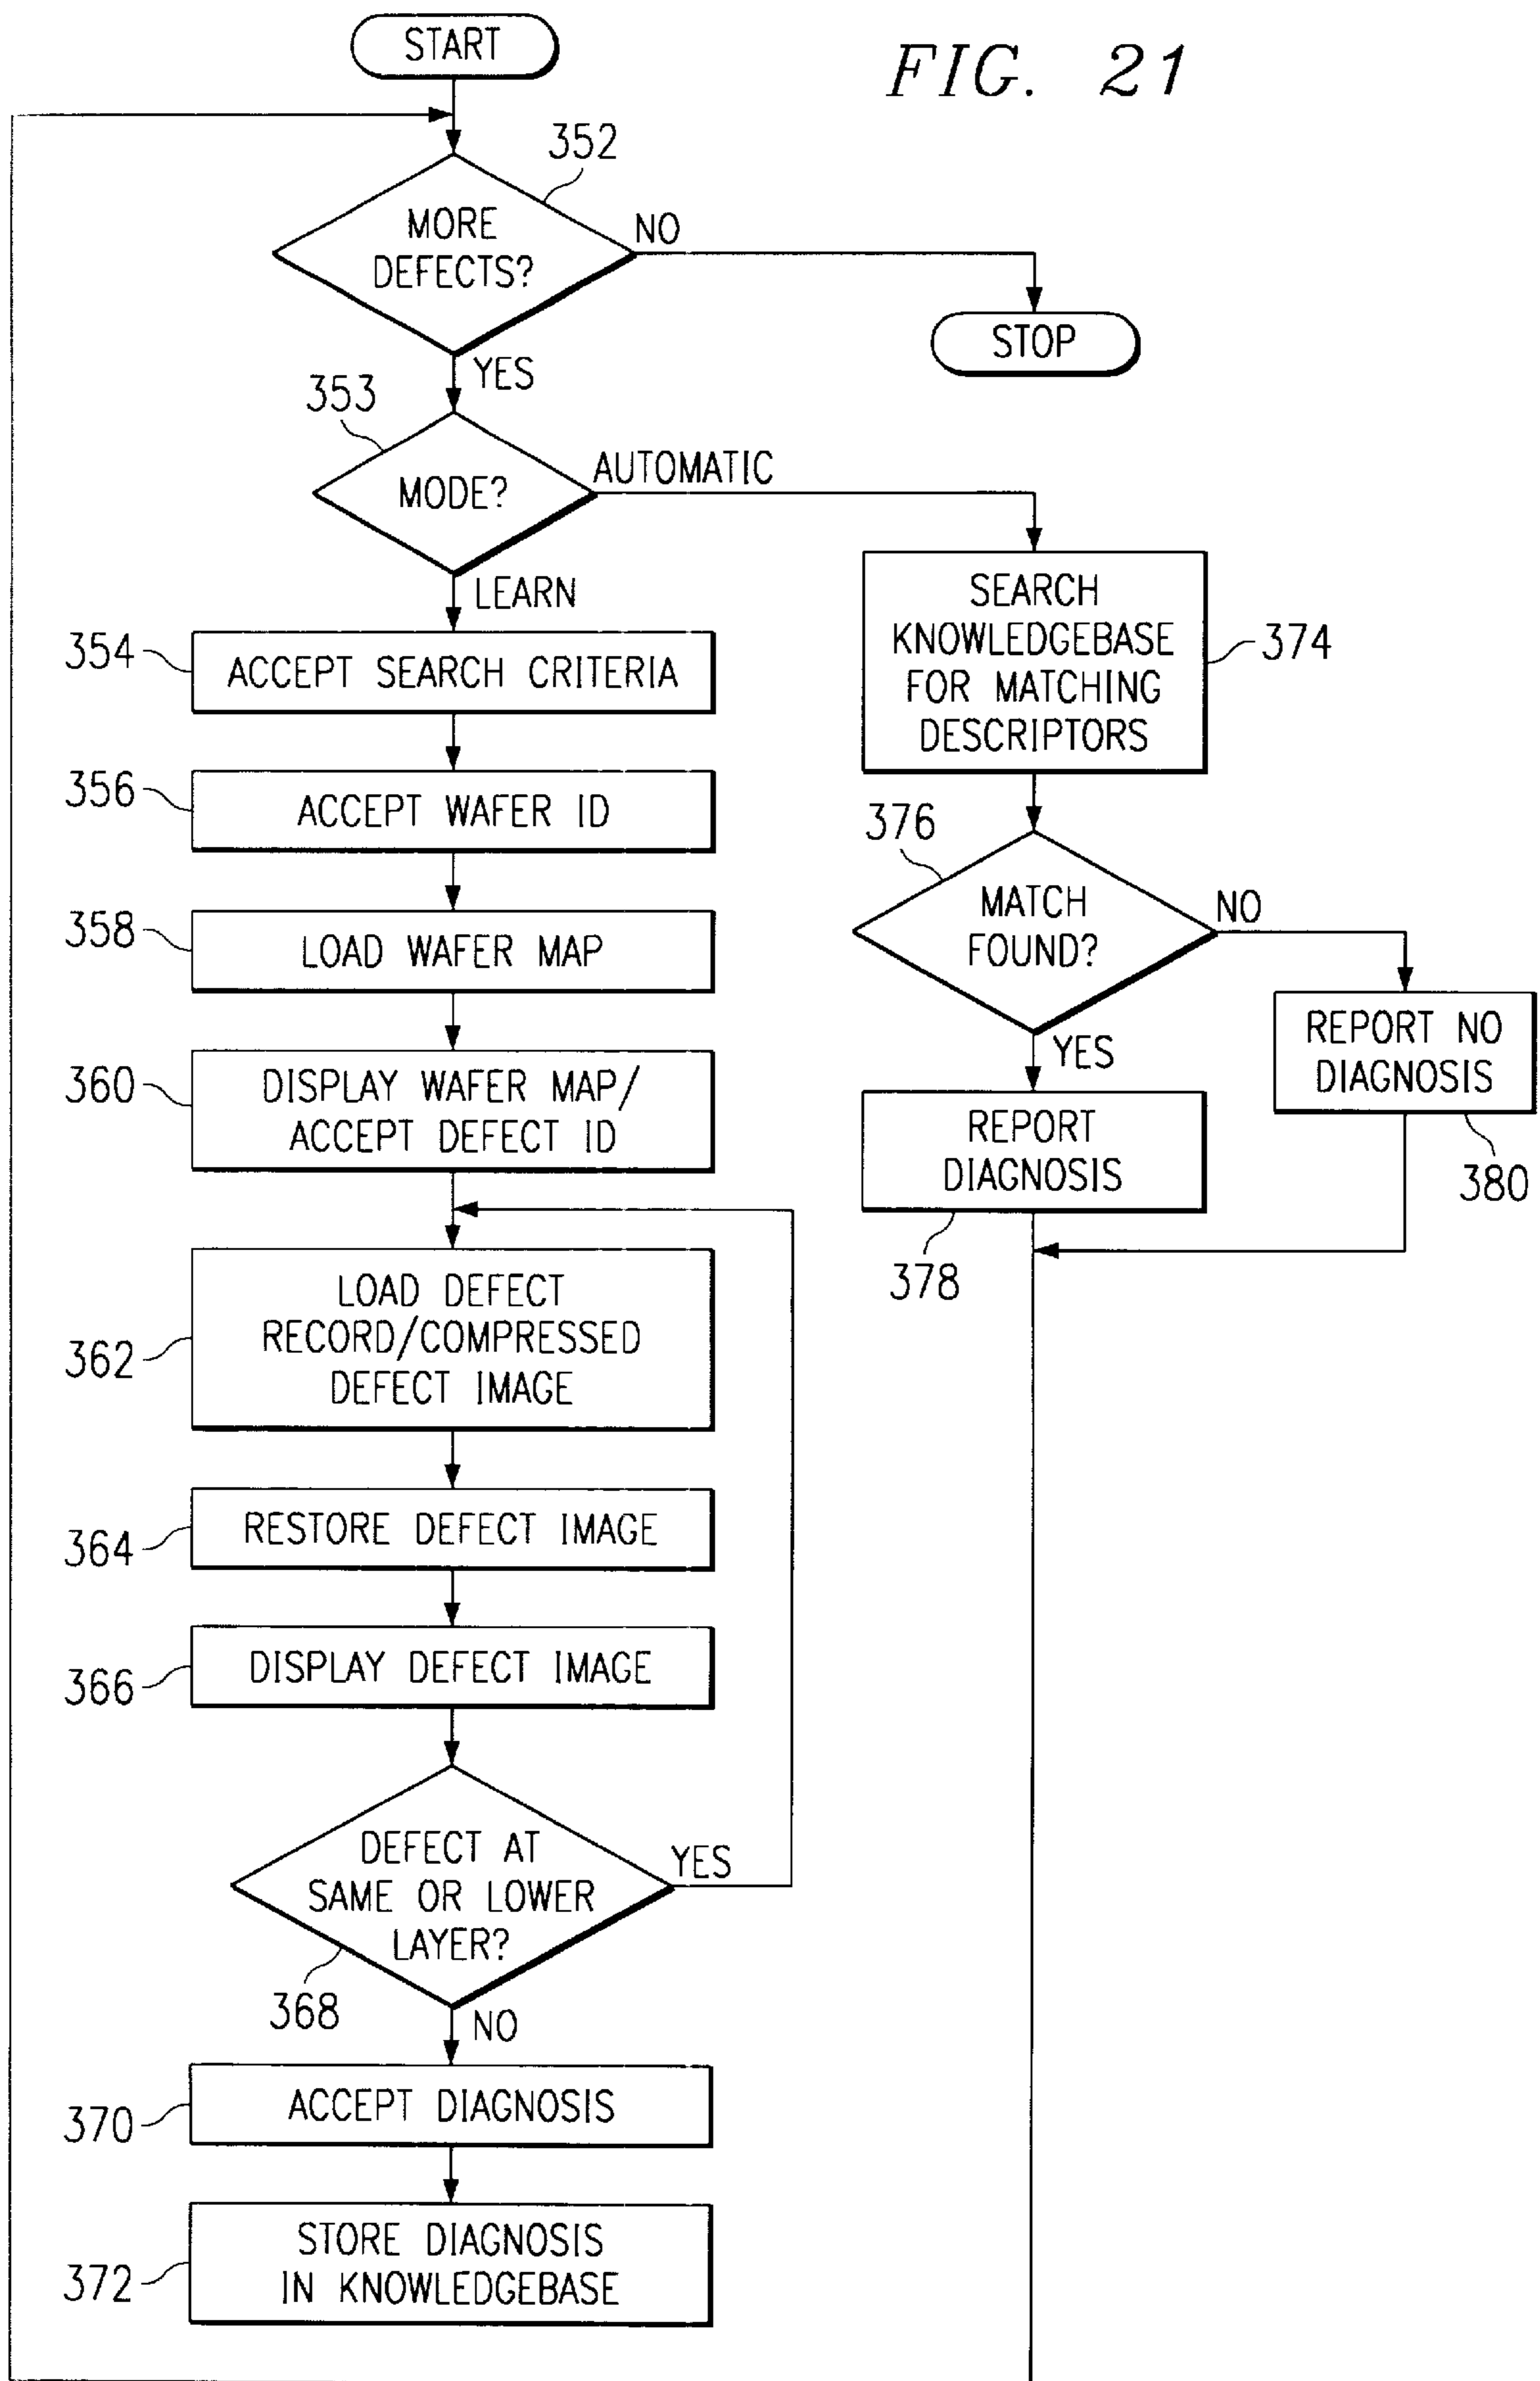 START
FIG. 21
352
MORE
DEFECTS?
NO
STOP
YES
353
MODE?
AUTOMATIC
LEARN
354
ACCEPT SEARCH CRITERIA
356
ACCEPT WAFER ID
358
LOAD WAFER MAP
360
DISPLAY WAFER MAP/
ACCEPT DEFECT ID
362
LOAD DEFECT
RECORD/COMPRESSED
DEFECT IMAGE
364
RESTORE DEFECT IMAGE
366
DISPLAY DEFECT IMAGE
DEFECT AT
SAME OR LOWER
LAYER?
YES
368
NO
370
ACCEPT DIAGNOSIS
372
STORE DIAGNOSIS
IN KNOWLEDGEBASE
SEARCH
KNOWLEDGEBASE
FOR MATCHING
DESCRIPTORS
374
376
MATCH
FOUND?
NO
YES
REPORT NO
DIAGNOSIS
380
REPORT
DIAGNOSIS
378